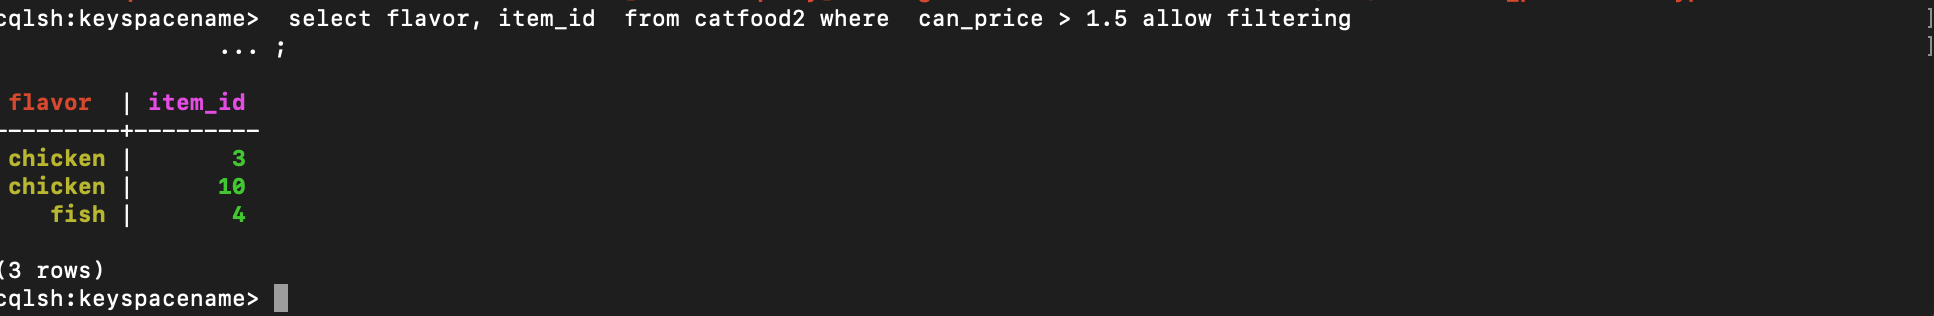 cqlsh:keyspacename>  select flavor, item_id  from catfood2 where  can_price > 1.5 allow filtering ]
... ; ]
flavor | item_id
---------+---------
chicken | 3
chicken | 10
fish | 4
(3 rows)
cqlsh:keyspacename>